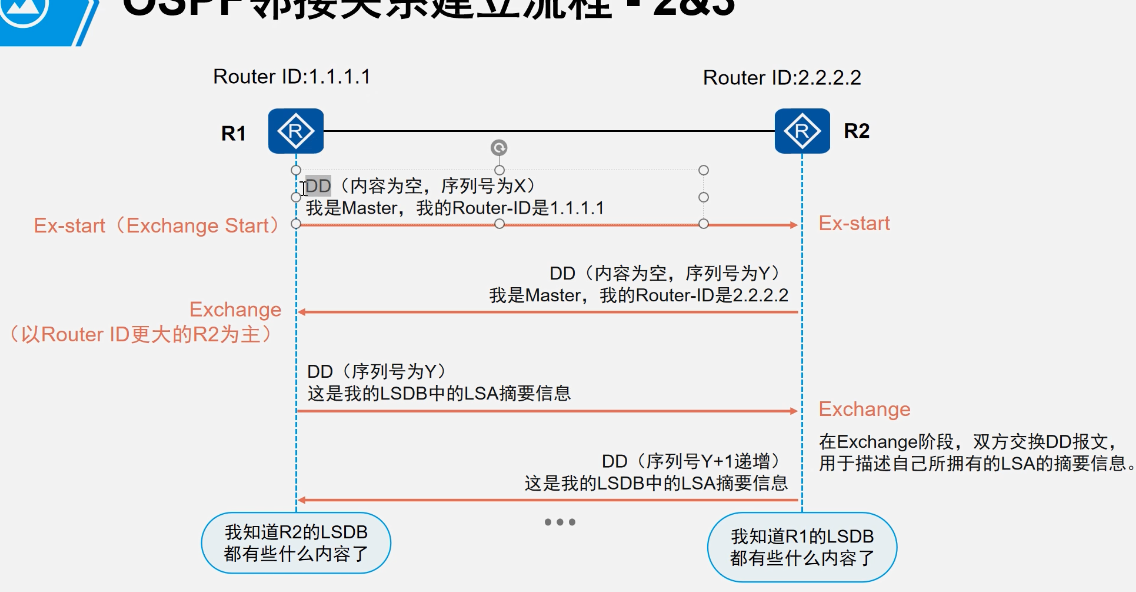 OSPF邻接关系建立流程 - 2&3
Router ID:1.1.1.1
Router ID:2.2.2.2
R1
R
R
R2
DD（内容为空，序列号为X）
我是Master，我的Router-ID是1.1.1.1
Ex-start（Exchange Start）
Ex-start
DD（内容为空，序列号为Y）
我是Master，我的Router-ID是2.2.2.2
Exchange
（以Router ID更大的R2为主）
DD（序列号为Y）
这是我的LSDB中的LSA摘要信息
Exchange
在Exchange阶段，双方交换DD报文，
用于描述自己所拥有的LSA的摘要信息。
DD（序列号Y+1递增）
这是我的LSDB中的LSA摘要信息
我知道R2的LSDB
都有些什么内容了
我知道R1的LSDB
都有些什么内容了